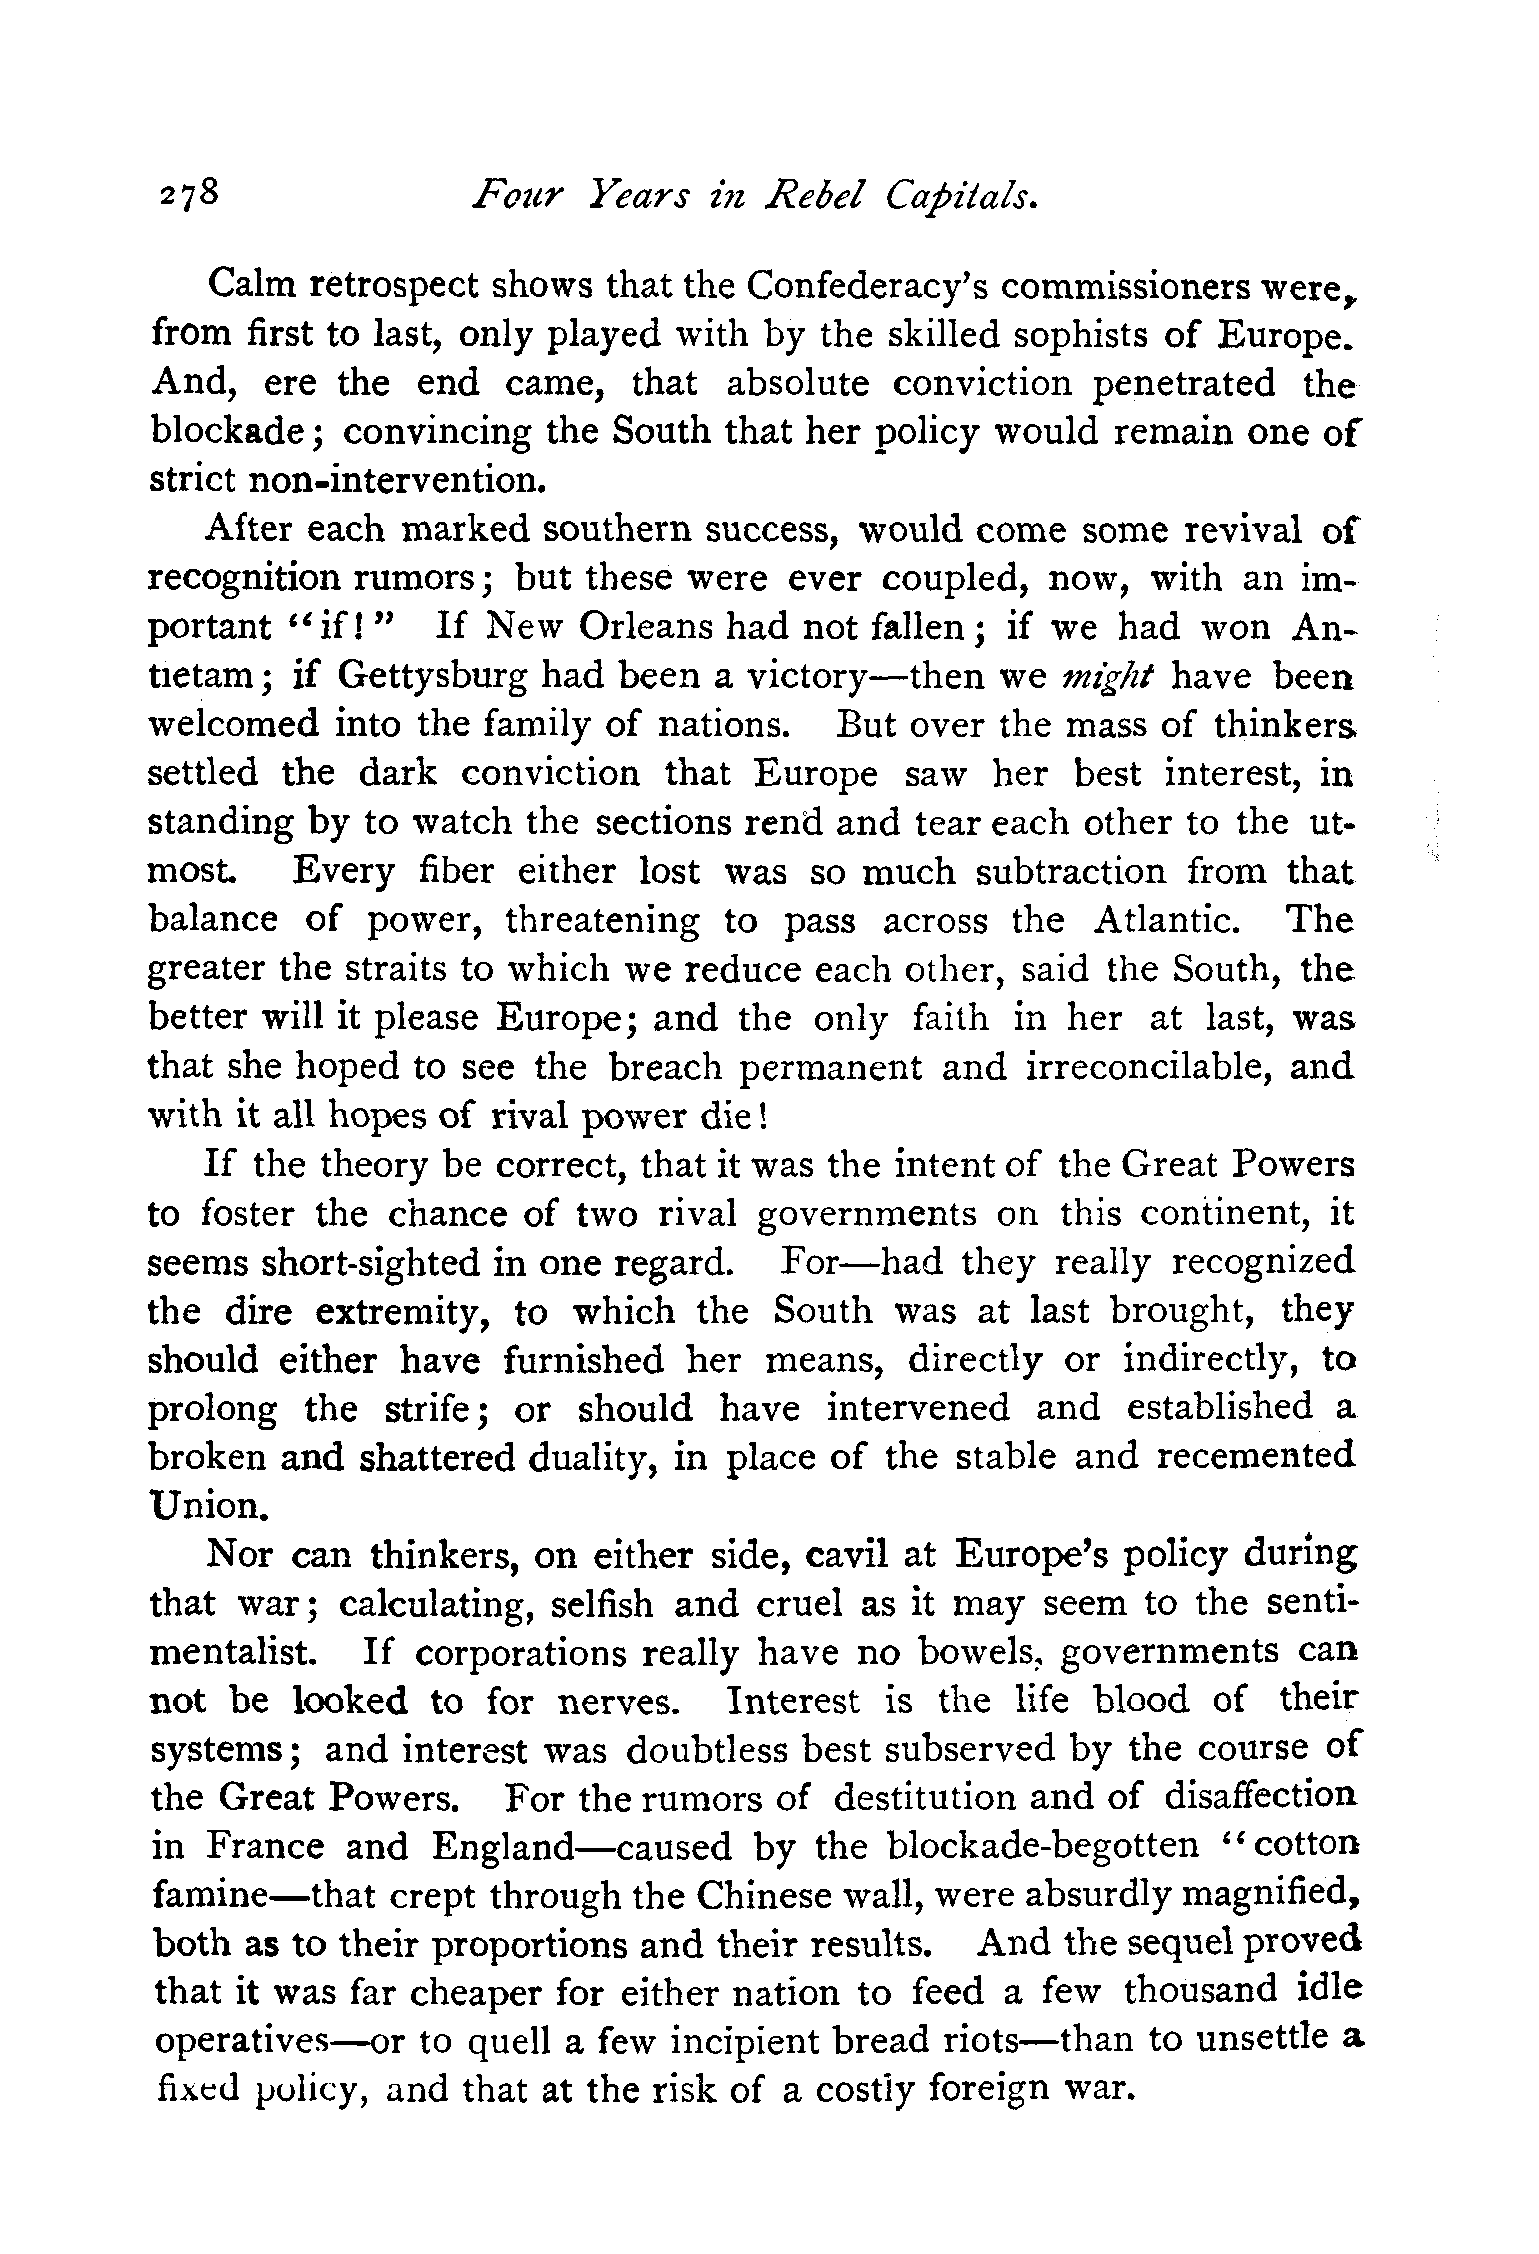 278 Four Years in Rebel Capitals.
Calm retrospect shows that the Confederacy's commissioners were,
from first to last, only played with by the skilled sophists of Europe.
And, ere the end came, that absolute conviction penetrated the
blockade; convincing the South that her policy would remain one of
strict non-intervention.
After each marked southern success, would come some revival of
recognition rumors; but these were ever coupled, now, with an im-
portant "if!" If New Orleans had not fallen; if we had won An-
tietam; if Gettysburg had been a victory—then we might have been
welcomed into the family of nations. But over the mass of thinkers
settled the dark conviction that Europe saw her best interest, in
standing by to watch the sections rend and tear each other to the ut-
most. Every fiber either lost was so much subtraction from that
balance of power, threatening to pass across the Atlantic. The
greater the straits to which we reduce each other, said the South, the
better will it please Europe; and the only faith in her at last, was
that she hoped to see the breach permanent and irreconcilable, and
with it all hopes of rival power die!
If the theory be correct, that it was the intent of the Great Powers
to foster the chance of two rival governments on this continent, it
seems short-sighted in one regard. For—had they really recognized
the dire extremity, to which the South was at last brought, they
should either have furnished her means, directly or indirectly, to
prolong the strife; or should have intervened and established a
broken and shattered duality, in place of the stable and recemented
Union.
Nor can thinkers, on either side, cavil at Europe's policy during
that war; calculating, selfish and cruel as it may seem to the senti-
mentalist. If corporations really have no bowels, governments can
not be looked to for nerves. Interest is the life blood of their
systems; and interest was doubtless best subserved by the course of
the Great Powers. For the rumors of destitution and of disaffection
in France and England—caused by the blockade-begotten "cotton
famine—that crept through the Chinese wall, were absurdly magnified,
both as to their proportions and their results. And the sequel proved
that it was far cheaper for either nation to feed a few thousand idle
operatives—or to quell a few incipient bread riots—than to unsettle a
fixed policy, and that at the risk of a costly foreign war.